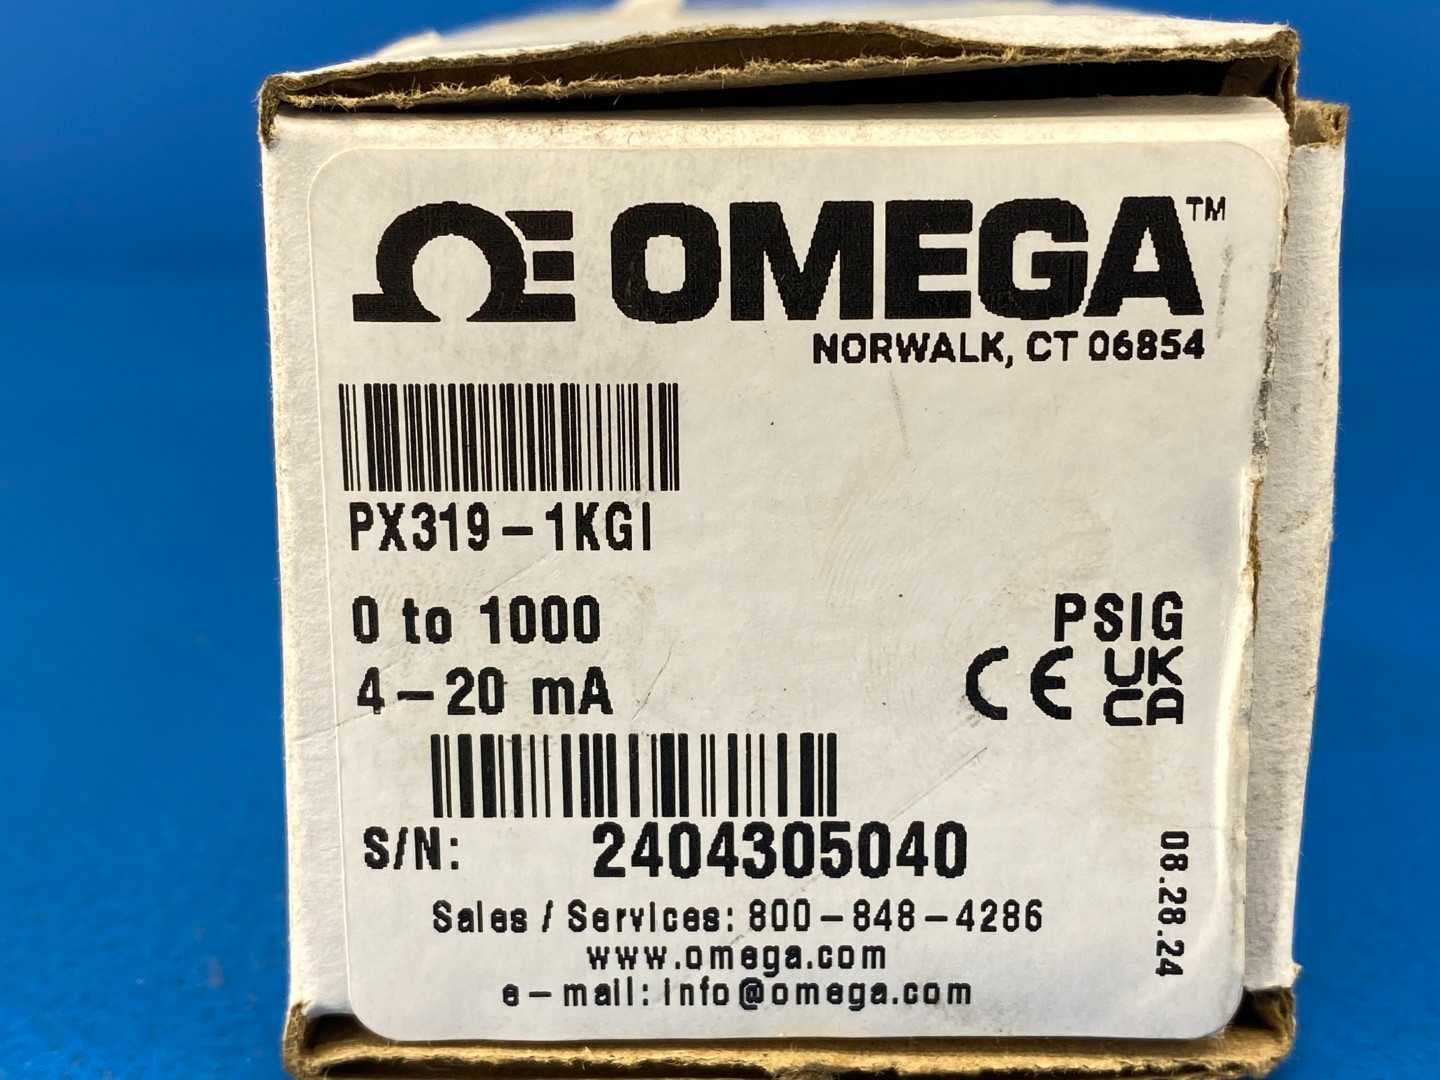 ΩE OMEGA™
NORWALK, CT 06854
PX319-1KGI
0 to 1000 PSIG
4-20 mA CE UK CA
S/N: 2404305040
08.28.24
Sales / Services: 800-848-4286
www.omega.com
e-mail: info@omega.com